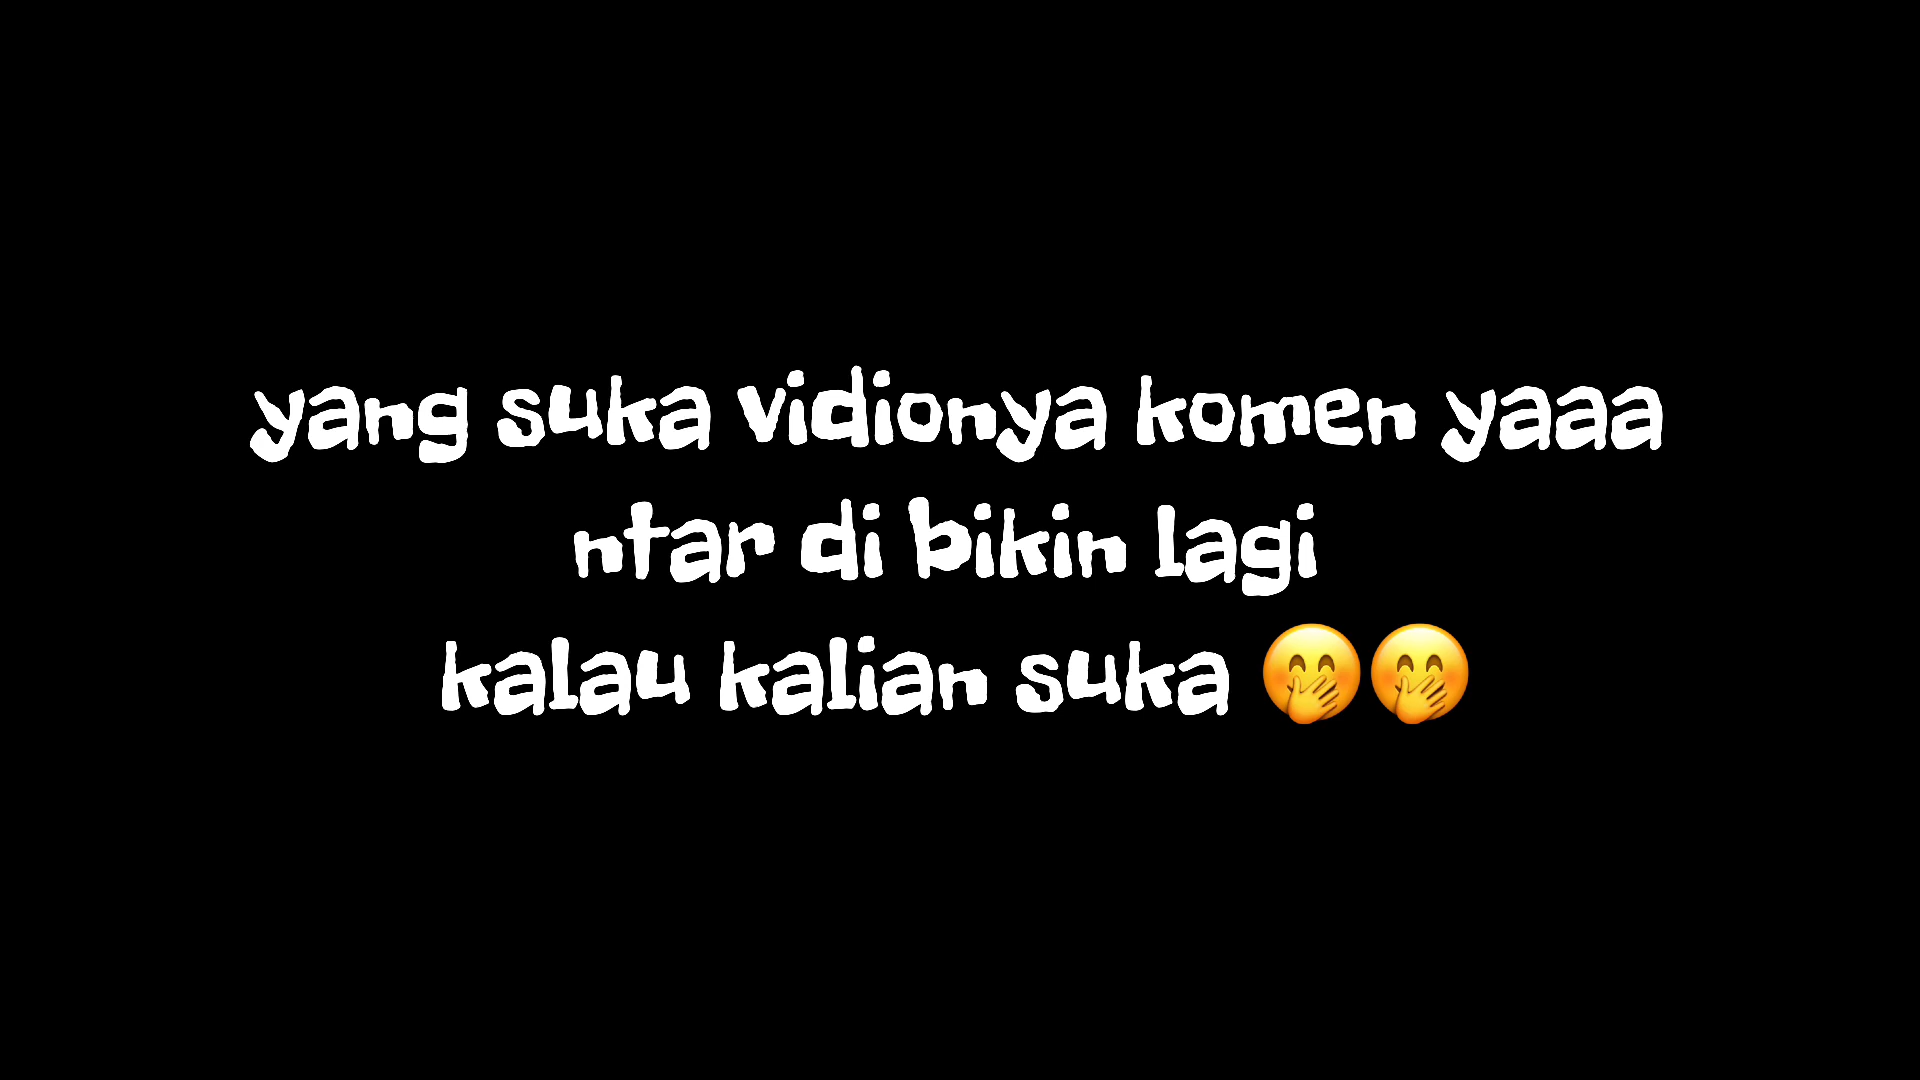 yang suka vidionya komen yaaa
ntar di bikin lagi
kalau kalian suka 🤭🤭